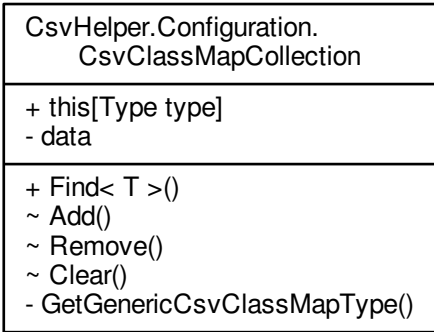 CsvHelper.Configuration.
CsvClassMapCollection
+ this[Type type]
- data
+ Find< T >()
~ Add()
~ Remove()
~ Clear()
- GetGenericCsvClassMapType()